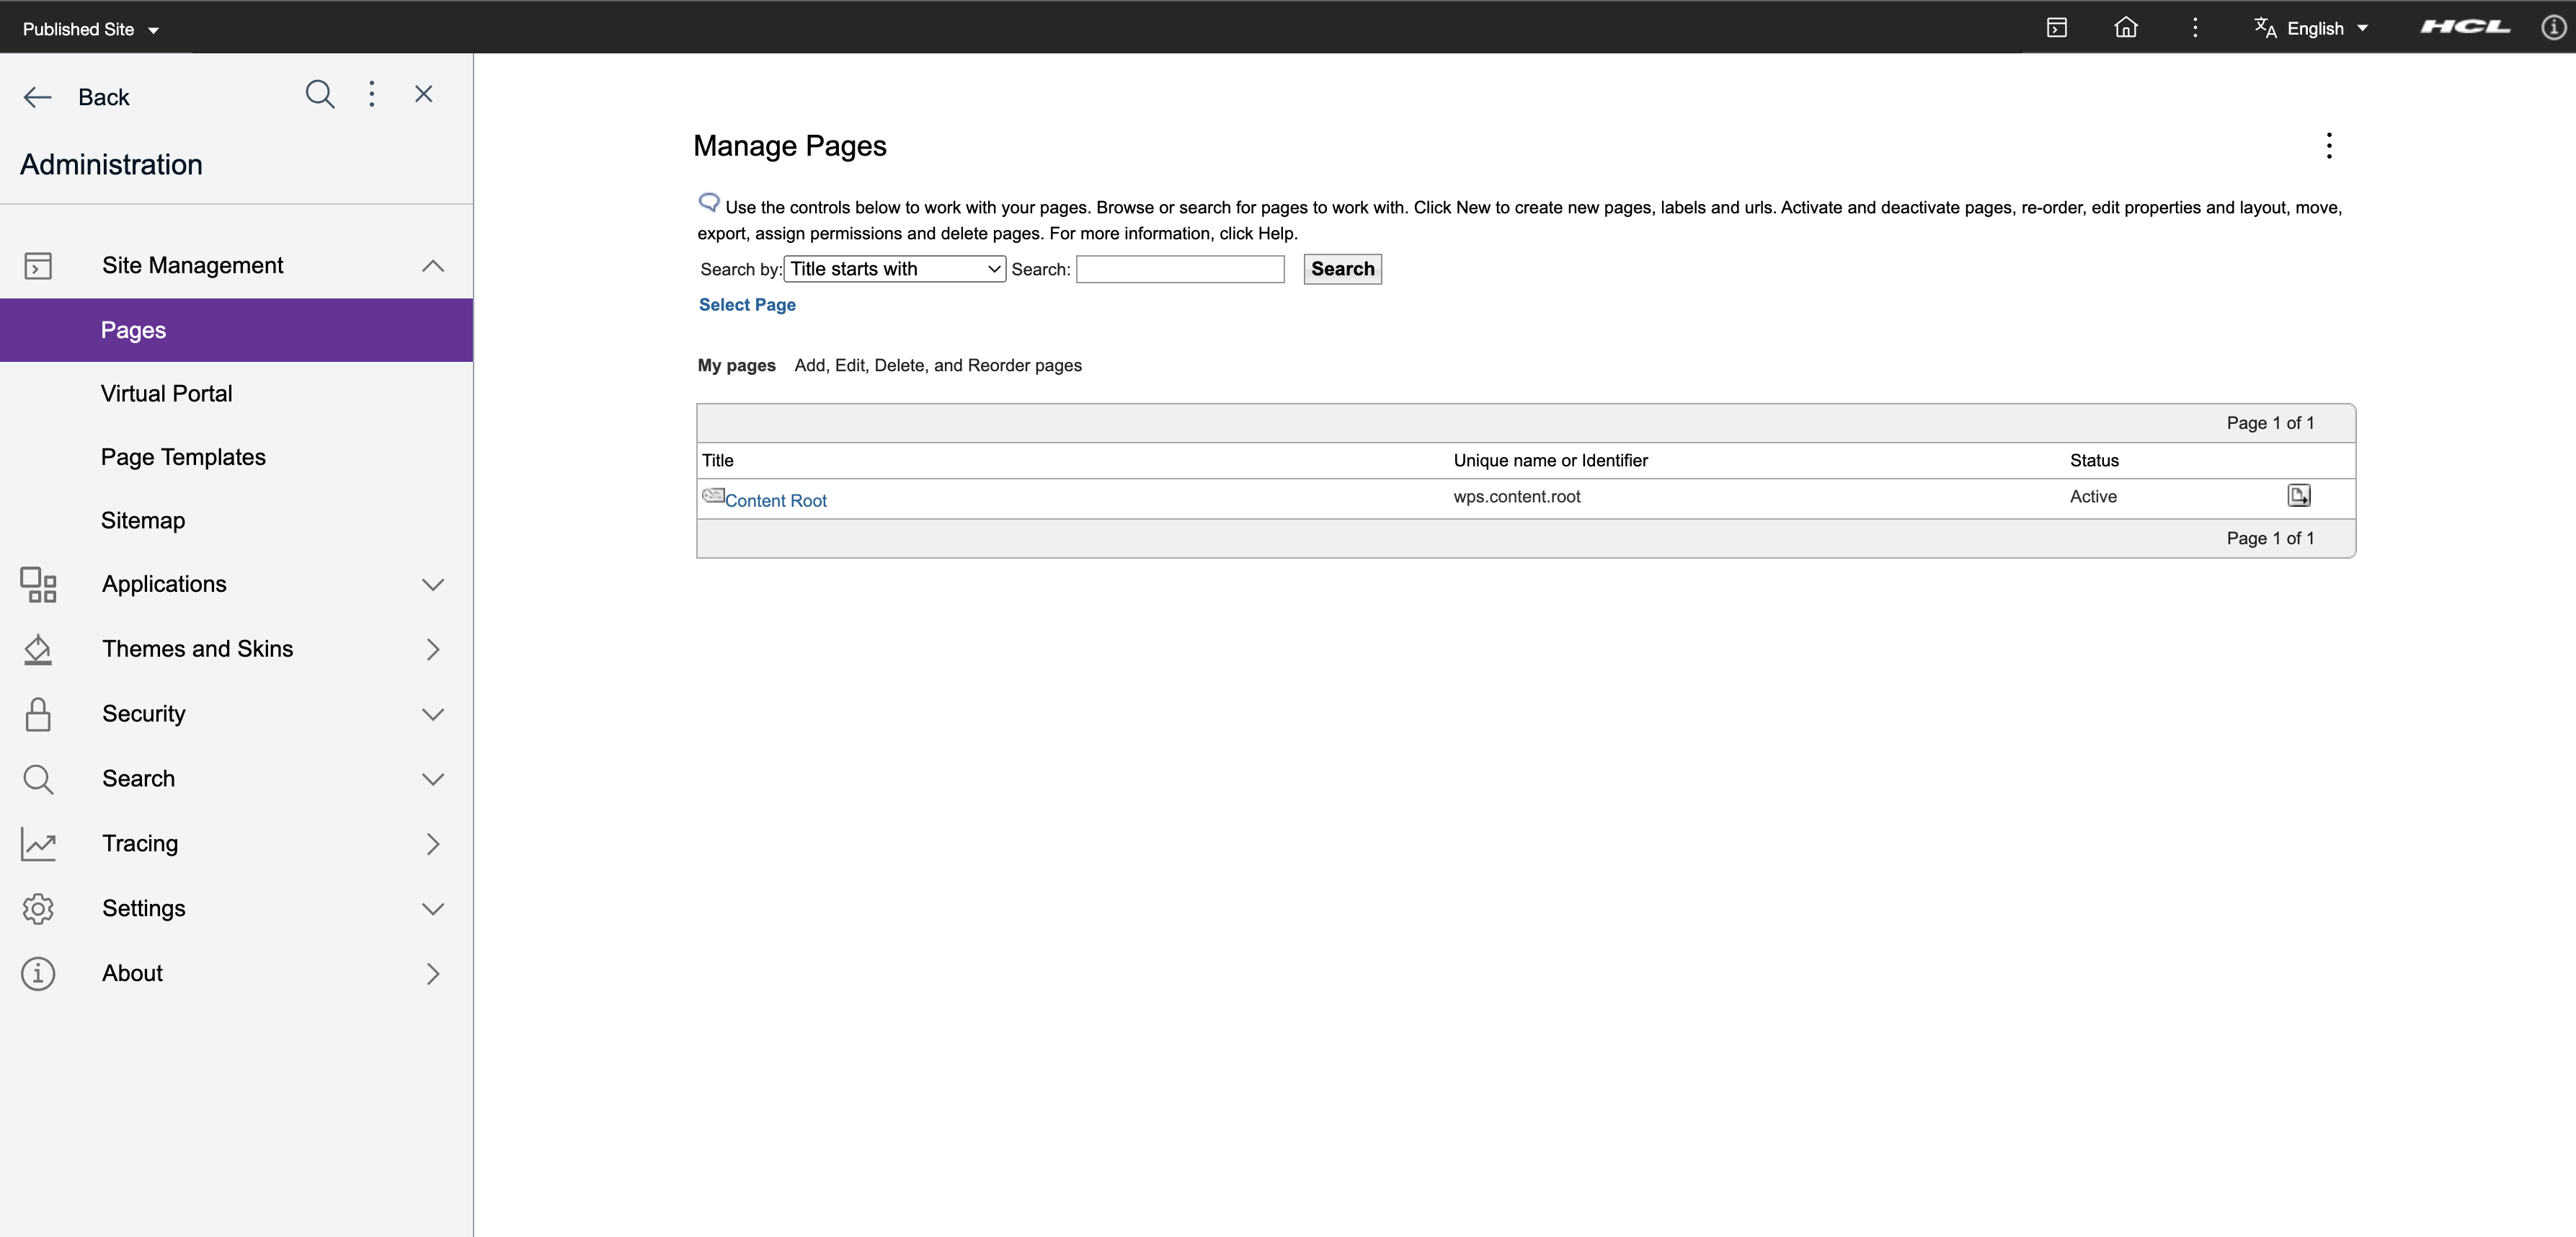 Published Site
English
HCL
Back
Administration
Site Management
Pages
Virtual Portal
Page Templates
Sitemap
Applications
Themes and Skins
Security
Search
Tracing
Settings
About
Manage Pages
Use the controls below to work with your pages. Browse or search for pages to work with. Click New to create new pages, labels and urls. Activate and deactivate pages, re-order, edit properties and layout, move,
export, assign permissions and delete pages. For more information, click Help.
Search by: Title starts with Search: Search
Select Page
My pages Add, Edit, Delete, and Reorder pages
Page 1 of 1
Title Unique name or Identifier Status
Content Root wps.content.root Active
Page 1 of 1